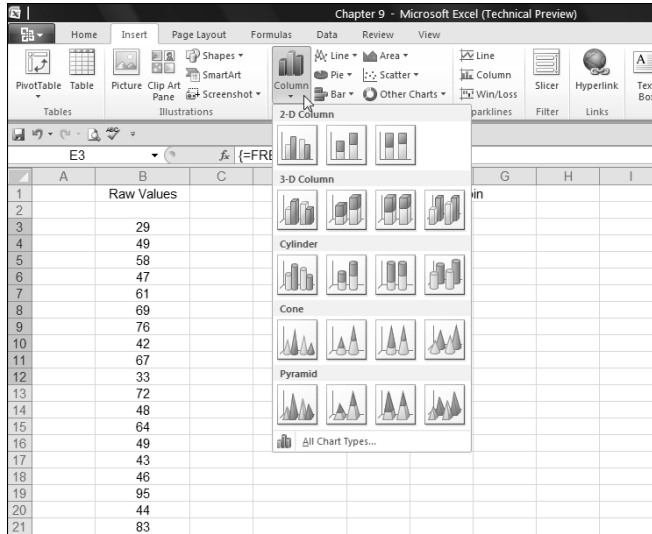 Chapter 9 - Microsoft Excel (Technical Preview)
Home Insert Page Layout Formulas Data Review View
PivotTable Table Picture Clip Art Pane Shapes SmartArt Screenshot Column Line Pie Bar Area Scatter Other Charts Line Column Win/Loss Slicer Hyperlink
Tables Illustrations Filter Links
E3 fx
A B C G H I
2-D Column
3-D Column
Cylinder
Cone
Pyramid
All Chart Types...
1 Raw Values
2
3 29
4 49
5 58
6 47
7 61
8 69
9 76
10 42
11 67
12 33
13 72
14 48
15 64
16 49
17 43
18 46
19 95
20 44
21 83